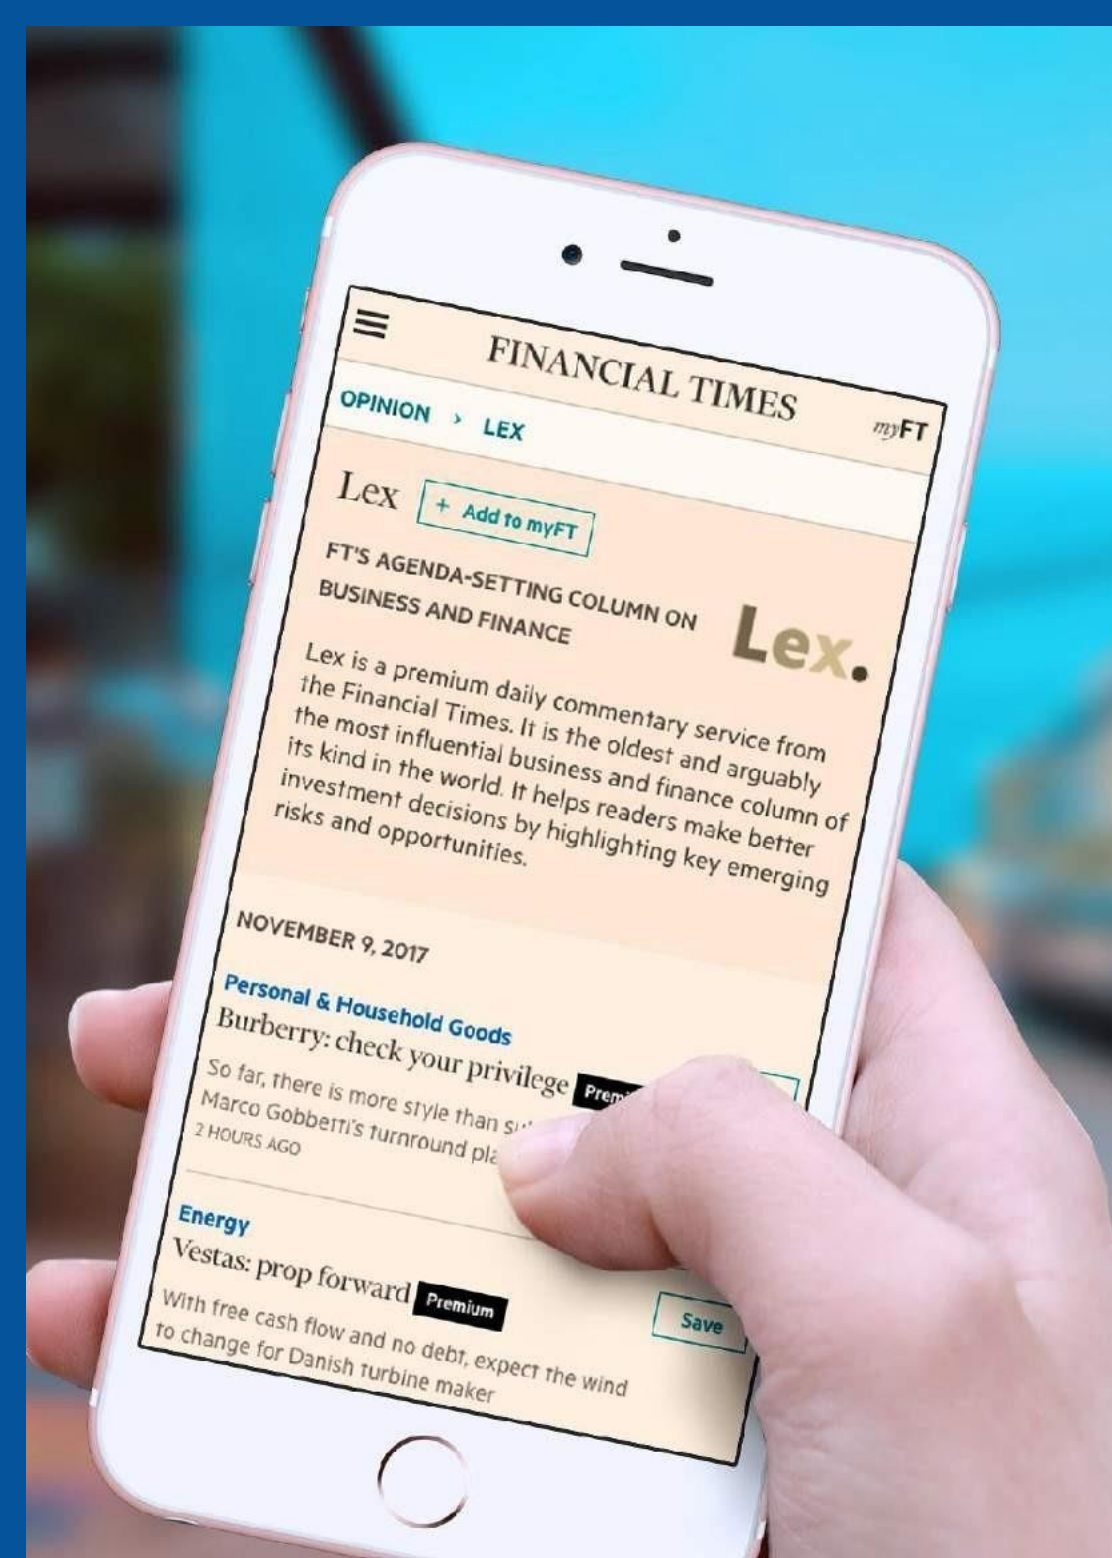 FINANCIAL TIMES
myFT
OPINION › LEX
Lex + Add to myFT
FT'S AGENDA-SETTING COLUMN ON
BUSINESS AND FINANCE
Lex.
Lex is a premium daily commentary service from
the Financial Times. It is the oldest and arguably
the most influential business and finance column of
its kind in the world. It helps readers make better
investment decisions by highlighting key emerging
risks and opportunities.
NOVEMBER 9, 2017
Personal & Household Goods
Burberry: check your privilege
So far, there is more style than
Marco Gobbetti's turnround
2 HOURS AGO
Energy
Vestas: prop forward Premium
Save
With free cash flow and no debt, expect the wind
to change for Danish turbine maker